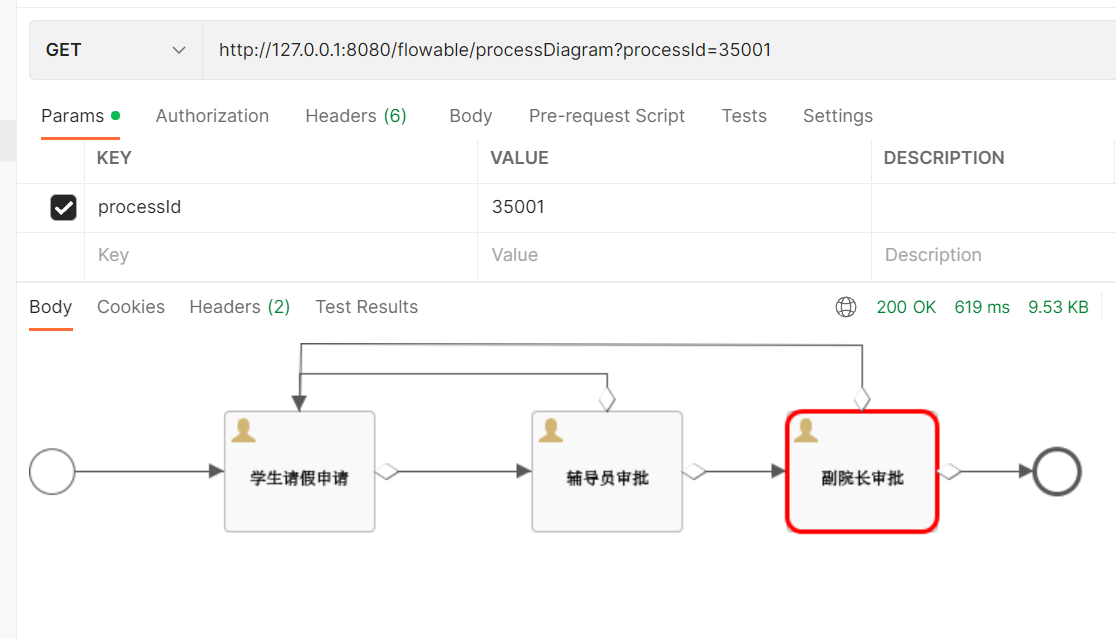 GET http://127.0.0.1:8080/flowable/processDiagram?processId=35001
Params Authorization Headers (6) Body Pre-request Script Tests Settings
KEY VALUE DESCRIPTION
processId 35001
Key Value Description
Body Cookies Headers (2) Test Results 200 OK 619 ms 9.53 KB
学生请假申请 辅导员审批 副院长审批